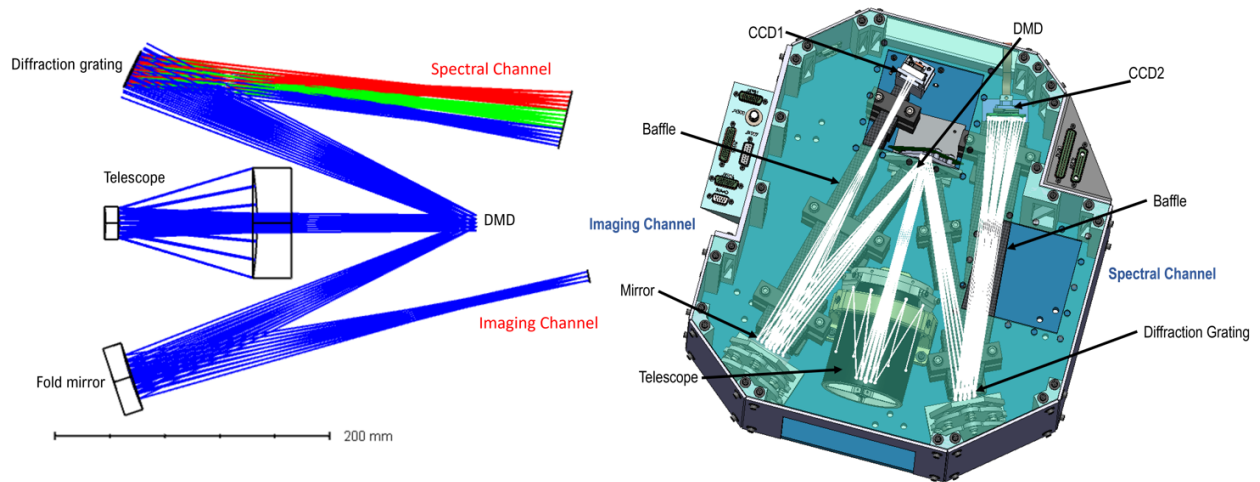 Diffraction grating
Spectral Channel
Telescope
DMD
Imaging Channel
Fold mirror
200 mm
DMD
CCD1
CCD2
Baffle
Baffle
Imaging Channel
Spectral Channel
Mirror
Diffraction Grating
Telescope